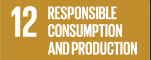 12 RESPONSIBLE
CONSUMPTION
AND PRODUCTION